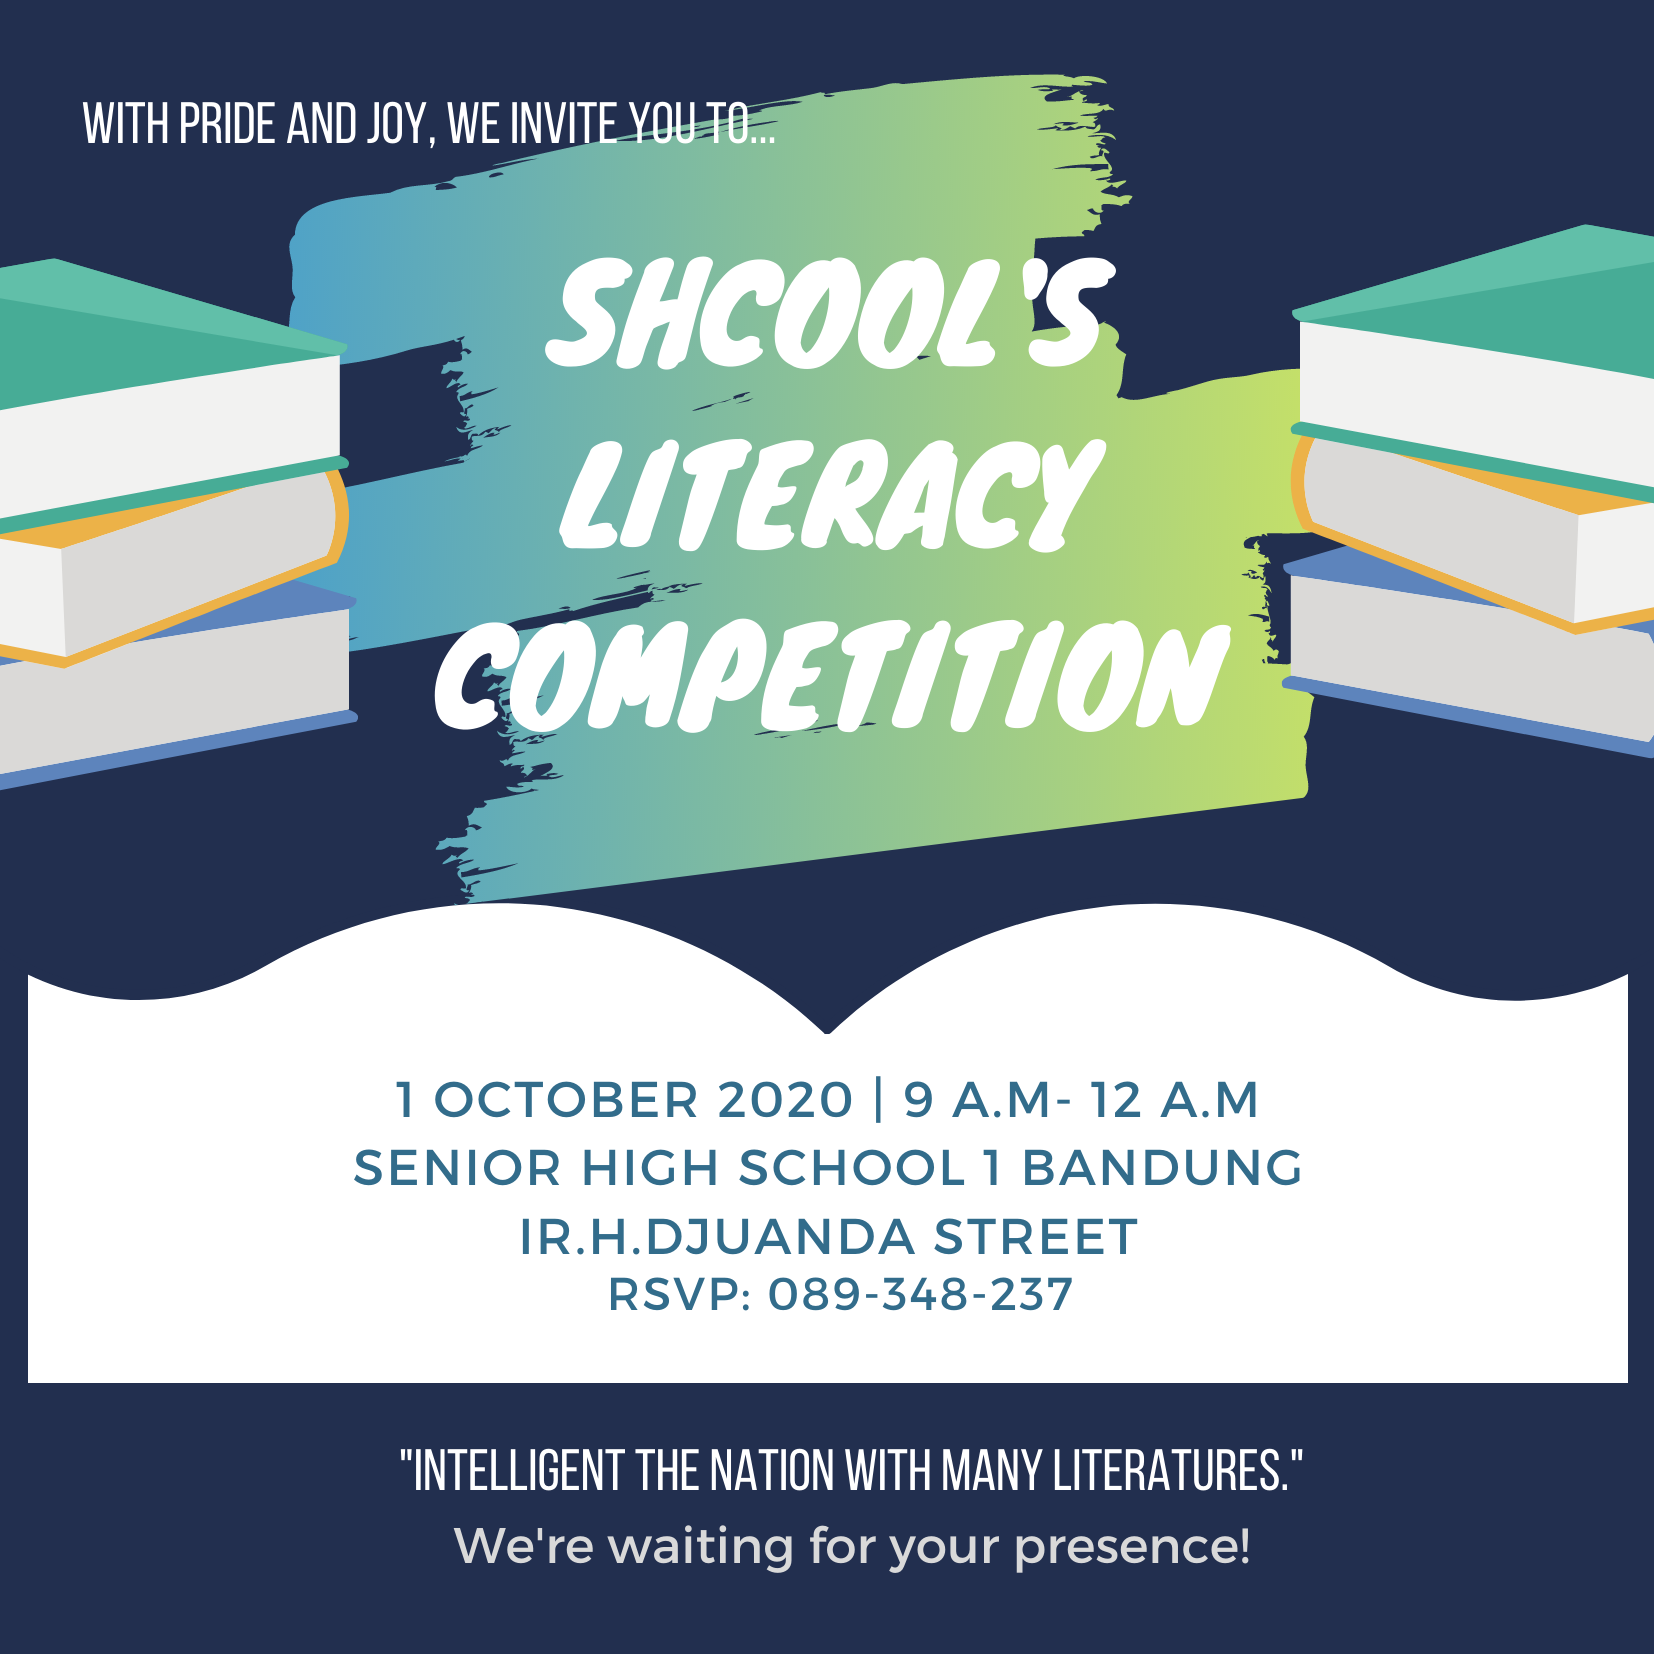 WITH PRIDE AND JOY, WE INVITE YOU TO...
SHCOOL'S
LITERACY
COMPETITION
1 OCTOBER 2020 | 9 A.M- 12 A.M
SENIOR HIGH SCHOOL 1 BANDUNG
IR.H.DJUANDA STREET
RSVP: 089-348-237
"INTELLIGENT THE NATION WITH MANY LITERATURES."
We're waiting for your presence!